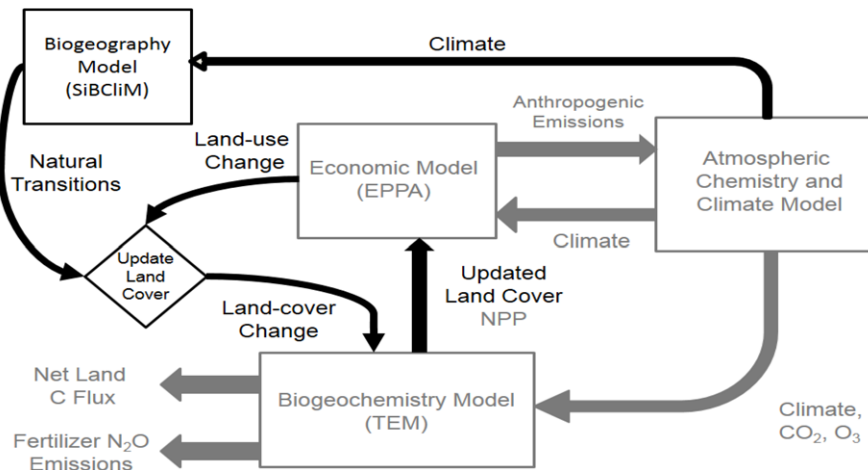 Biogeography
Model
(SiBCliM)
Climate
Natural
Transitions
Land-use
Change
Economic Model
(EPPA)
Anthropogenic
Emissions
Climate
Atmospheric
Chemistry and
Climate Model
Update
Land
Cover
Land-cover
Change
Updated
Land Cover
NPP
Net Land
C Flux
Fertilizer N₂O
Emissions
Biogeochemistry Model
(TEM)
Climate,
CO₂, O₃